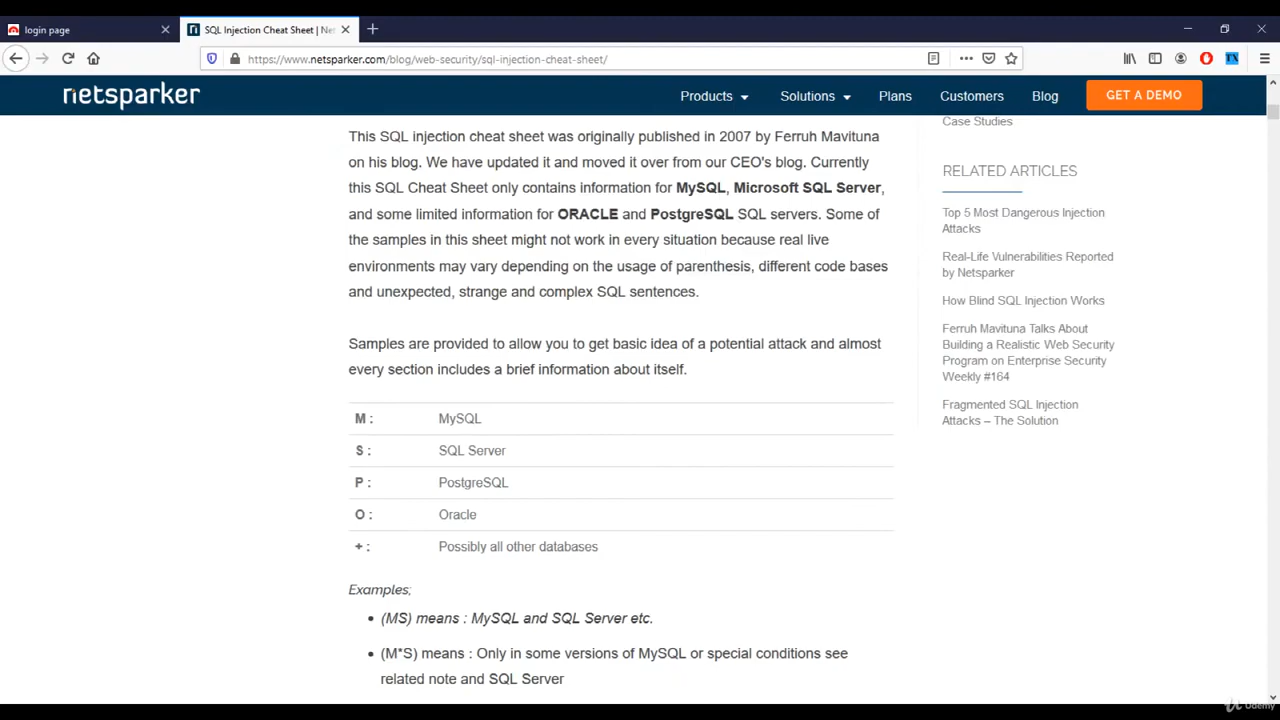 login page
SQL Injection Cheat Sheet | Net
https://www.netsparker.com/blog/web-security/sql-injection-cheat-sheet/
netsparker
Products
Solutions
Plans
Customers
Blog
GET A DEMO
This SQL injection cheat sheet was originally published in 2007 by Ferruh Mavituna
on his blog. We have updated it and moved it over from our CEO's blog. Currently
this SQL Cheat Sheet only contains information for MySQL, Microsoft SQL Server,
and some limited information for ORACLE and PostgreSQL SQL servers. Some of
the samples in this sheet might not work in every situation because real live
environments may vary depending on the usage of parenthesis, different code bases
and unexpected, strange and complex SQL sentences.
Samples are provided to allow you to get basic idea of a potential attack and almost
every section includes a brief information about itself.
M : MySQL
S : SQL Server
P : PostgreSQL
O : Oracle
+ : Possibly all other databases
Examples;
• (MS) means : MySQL and SQL Server etc.
• (M*S) means : Only in some versions of MySQL or special conditions see
related note and SQL Server
Case Studies
RELATED ARTICLES
Top 5 Most Dangerous Injection
Attacks
Real-Life Vulnerabilities Reported
by Netsparker
How Blind SQL Injection Works
Ferruh Mavituna Talks About
Building a Realistic Web Security
Program on Enterprise Security
Weekly #164
Fragmented SQL Injection
Attacks – The Solution
Udemy